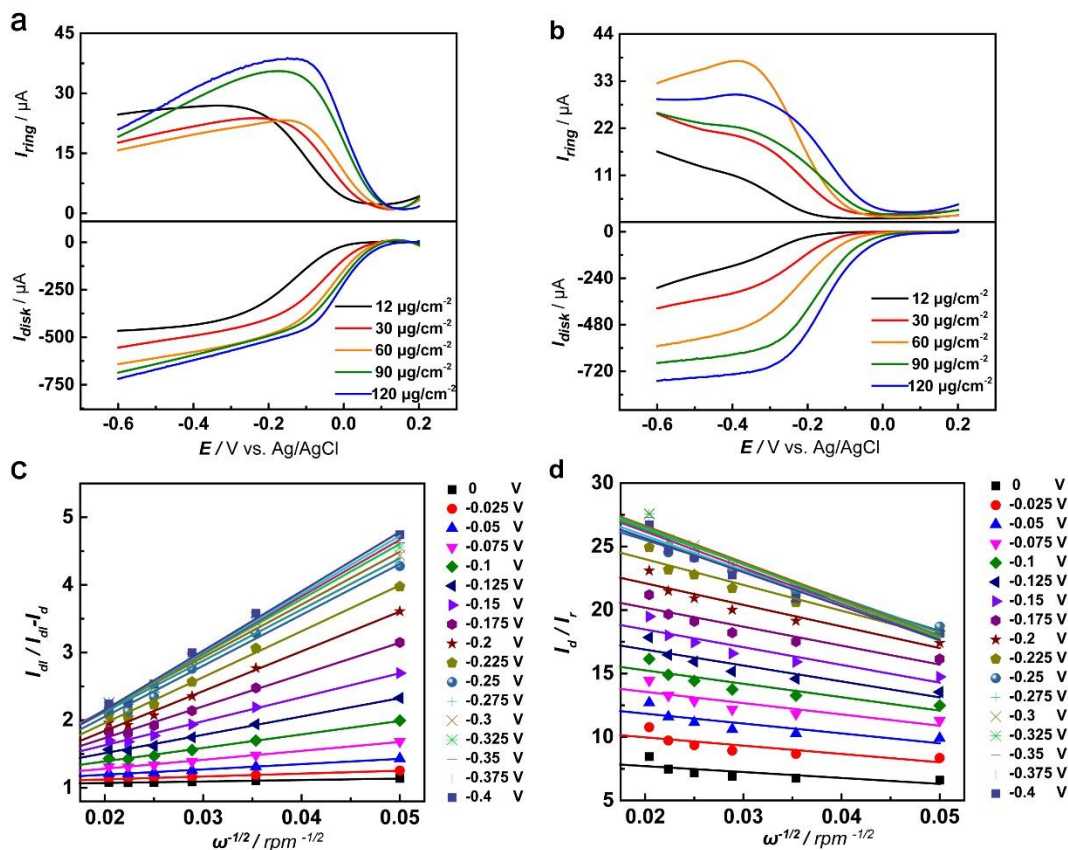 a
45
30
15
0
I_ring / µA
0
-250
-500
-750
I_disk / µA
12 µg/cm⁻²
30 µg/cm⁻²
60 µg/cm⁻²
90 µg/cm⁻²
120 µg/cm⁻²
-0.6 -0.4 -0.2 0.0 0.2
E / V vs. Ag/AgCl
b
44
33
22
11
I_ring / µA
0
-240
-480
-720
I_disk / µA
12 µg/cm⁻²
30 µg/cm⁻²
60 µg/cm⁻²
90 µg/cm⁻²
120 µg/cm⁻²
-0.6 -0.4 -0.2 0.0 0.2
E / V vs. Ag/AgCl
c
5
4
3
2
1
I_dl / I_dl-I_d
0.02 0.03 0.04 0.05
ω⁻¹/² / rpm⁻¹/²
0 V
-0.025 V
-0.05 V
-0.075 V
-0.1 V
-0.125 V
-0.15 V
-0.175 V
-0.2 V
-0.225 V
-0.25 V
-0.275 V
-0.3 V
-0.325 V
-0.35 V
-0.375 V
-0.4 V
d
30
25
20
15
10
5
I_d / I_r
0.02 0.03 0.04 0.05
ω⁻¹/² / rpm⁻¹/²
0 V
-0.025 V
-0.05 V
-0.075 V
-0.1 V
-0.125 V
-0.15 V
-0.175 V
-0.2 V
-0.225 V
-0.25 V
-0.275 V
-0.3 V
-0.325 V
-0.35 V
-0.375 V
-0.4 V